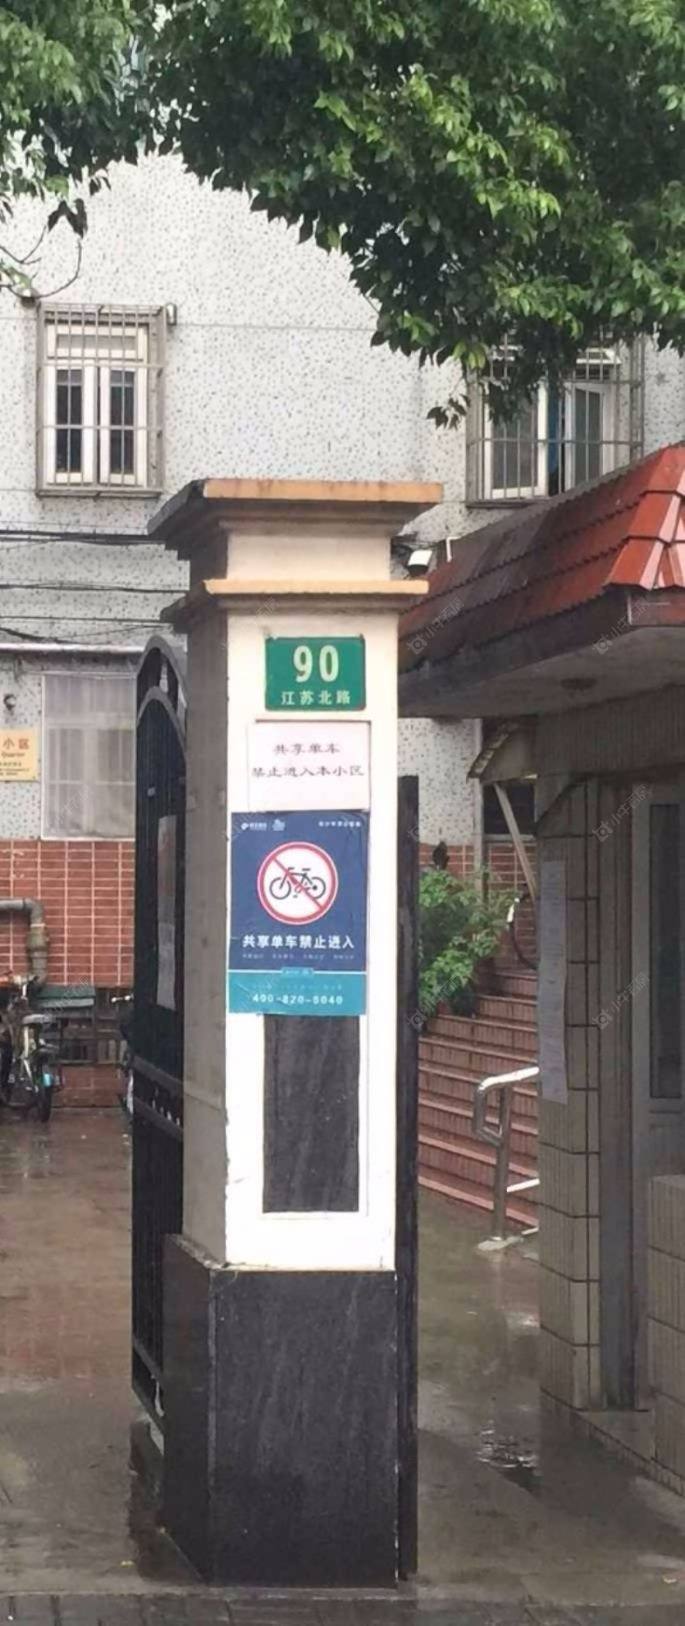 90
江苏北路
共享单车
禁止进入本小区
小区
Quarter
共享单车禁止进入
400-820-5040